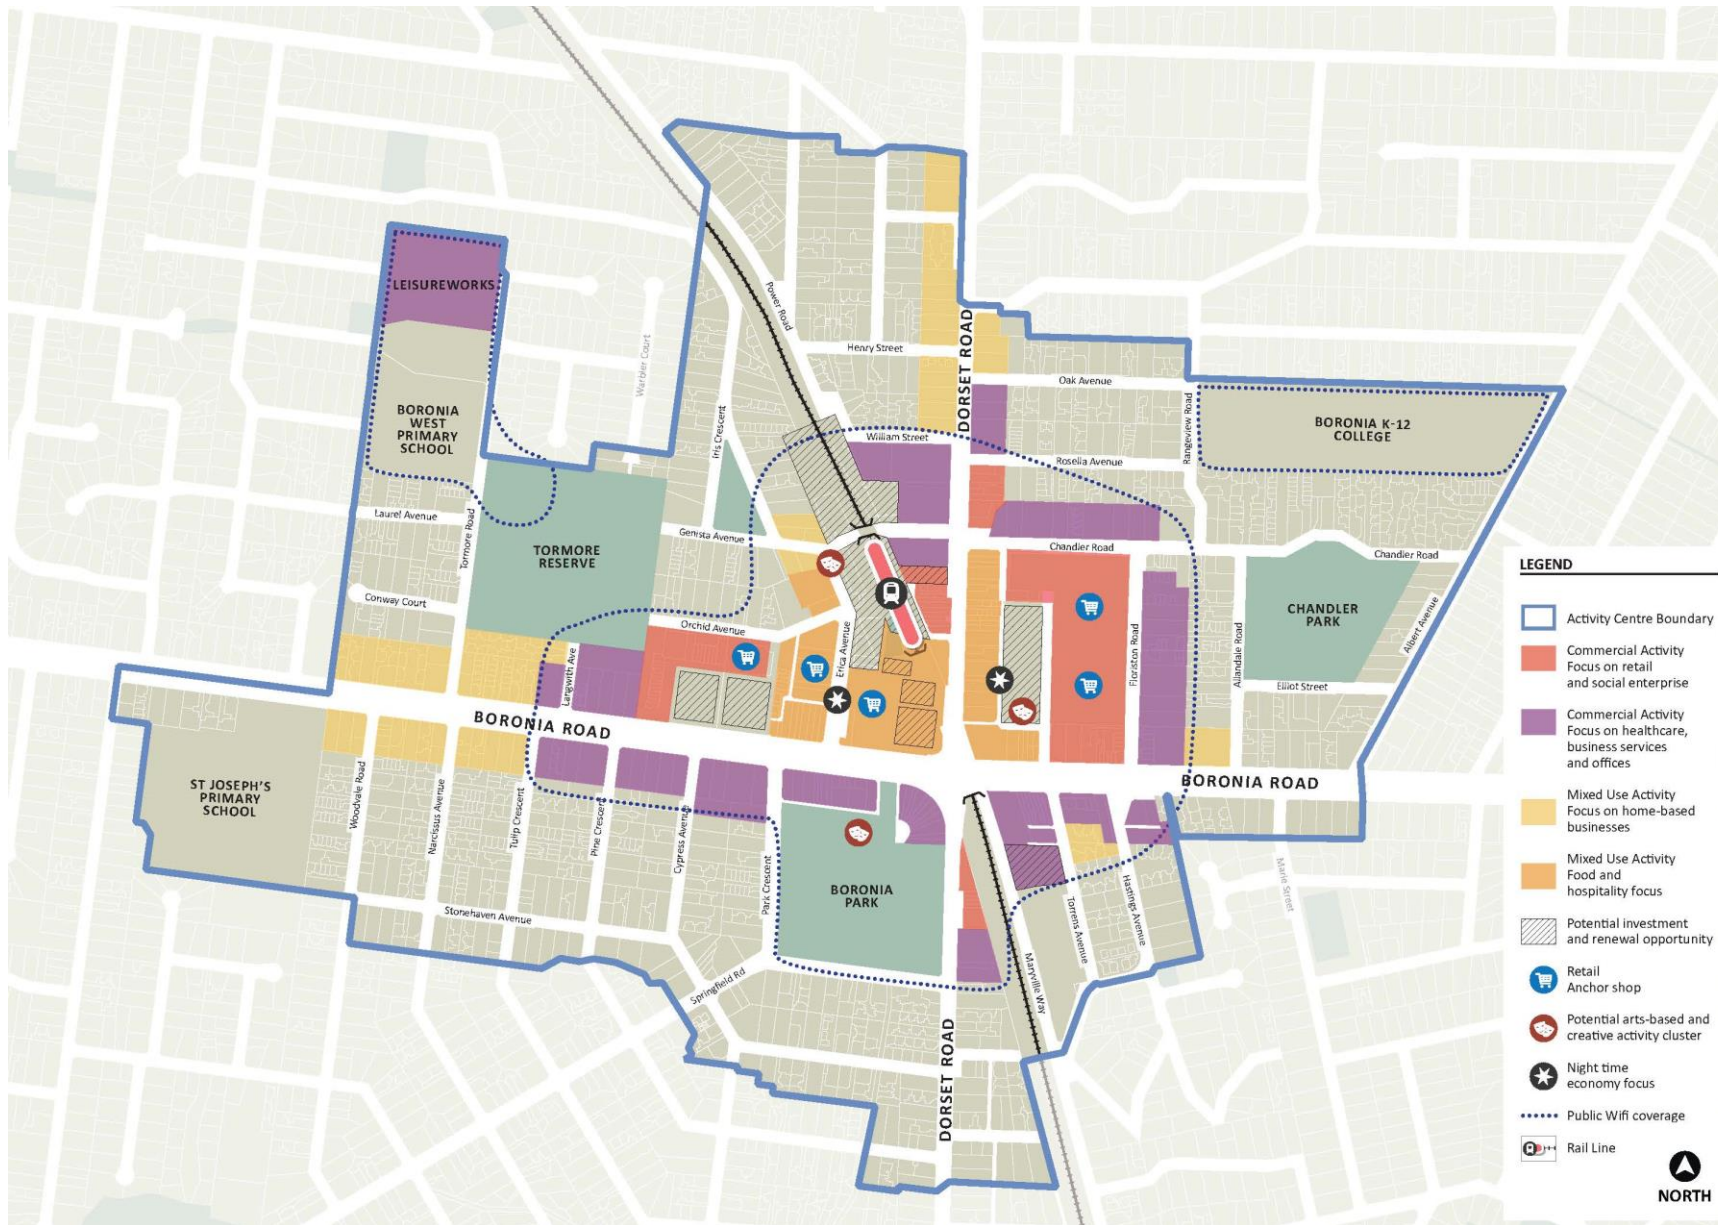 LEISUREWORKS
Power Road
DORSET ROAD
Henry Street
Warbler Court
Oak Avenue
Iris Crescent
BORONIA
WEST
PRIMARY
SCHOOL
William Street
Rangeview Road
BORONIA K-12
COLLEGE
Rosella Avenue
Laurel Avenue
Tormore Road
Genista Avenue
TORMORE
RESERVE
Chandler Road
Chandler Road
Conway Court
CHANDLER
PARK
Albert Avenue
Orchid Avenue
Erica Avenue
Floriston Road
Allandale Road
Langwith Ave
Elliot Street
BORONIA ROAD
BORONIA ROAD
ST JOSEPH'S
PRIMARY
SCHOOL
Woodvale Road
Narcissus Avenue
Tulip Crescent
Pine Crescent
Cypress Avenue
Park Crescent
BORONIA
PARK
Marie Street
Torrens Avenue
Hastings Avenue
Stonehaven Avenue
Springfield Rd
Maryville Way
DORSET ROAD
LEGEND
Activity Centre Boundary
Commercial Activity
Focus on retail
and social enterprise
Commercial Activity
Focus on healthcare,
business services
and offices
Mixed Use Activity
Focus on home-based
businesses
Mixed Use Activity
Food and
hospitality focus
Potential investment
and renewal opportunity
Retail
Anchor shop
Potential arts-based and
creative activity cluster
Night time
economy focus
Public Wifi coverage
Rail Line
NORTH